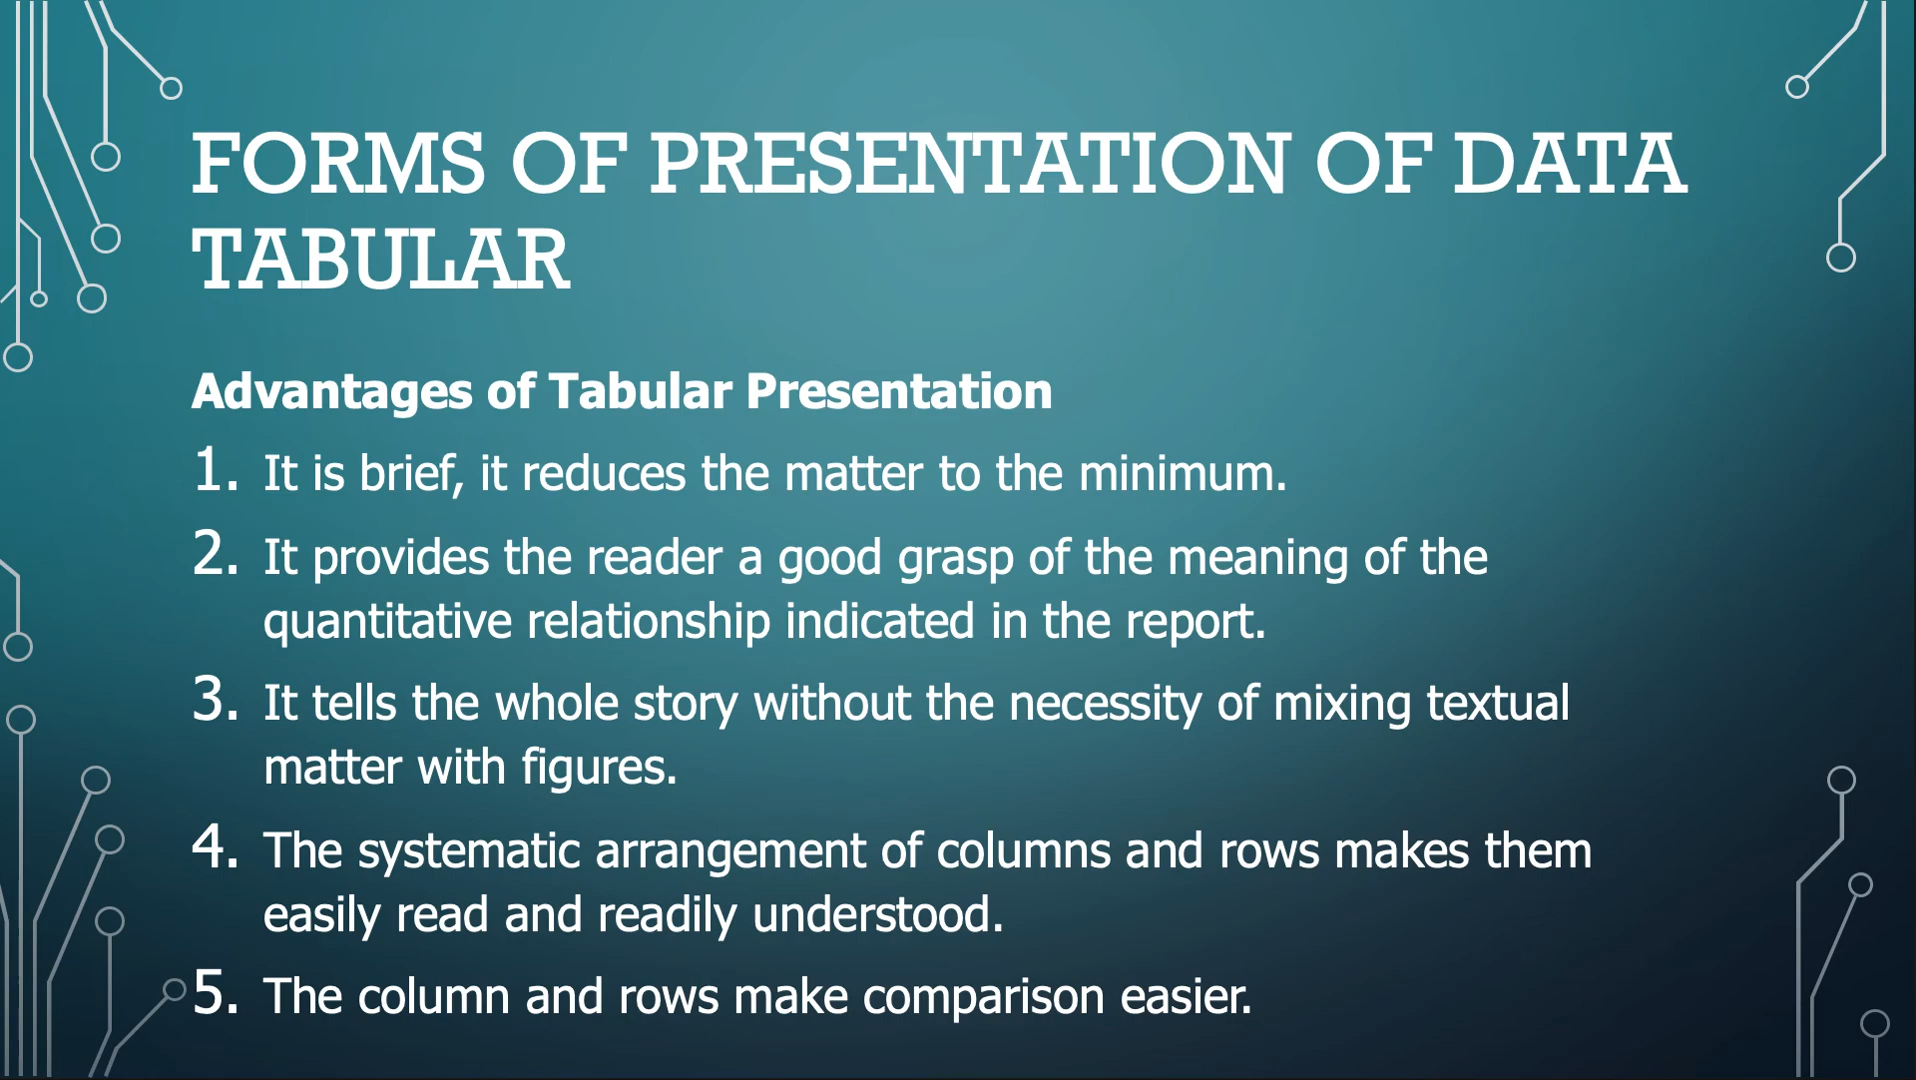 FORMS OF PRESENTATION OF DATA
TABULAR
Advantages of Tabular Presentation
1. It is brief, it reduces the matter to the minimum.
2. It provides the reader a good grasp of the meaning of the
quantitative relationship indicated in the report.
3. It tells the whole story without the necessity of mixing textual
matter with figures.
4. The systematic arrangement of columns and rows makes them
easily read and readily understood.
5. The column and rows make comparison easier.